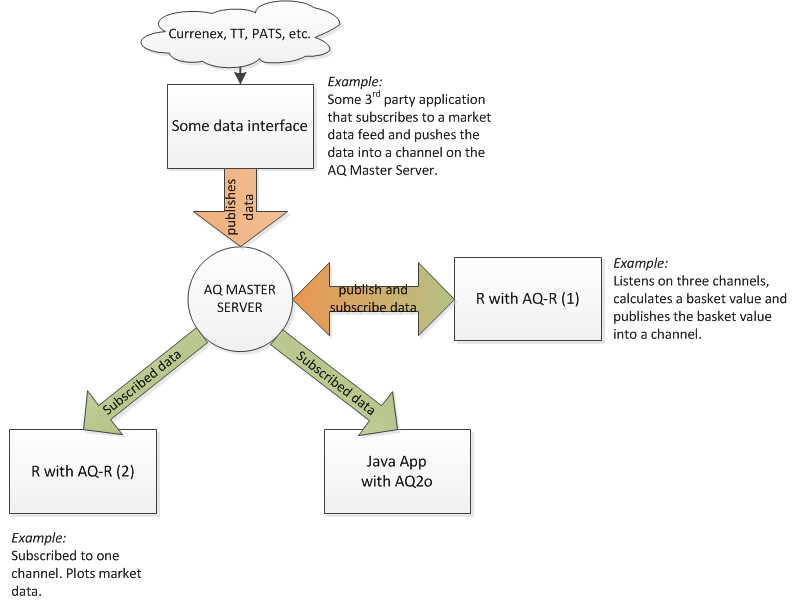 Currenex, TT, PATS, etc.
Example:
Some 3rd party application
that subscribes to a market
data feed and pushes the
data into a channel on the
AQ Master Server.
Some data interface
publishes
data
AQ MASTER
SERVER
publish and
subscribe data
R with AQ-R (1)
Example:
Listens on three channels,
calculates a basket value and
publishes the basket value
into a channel.
Subscribed data
Subscribed data
R with AQ-R (2)
Java App
with AQ2o
Example:
Subscribed to one
channel. Plots market
data.